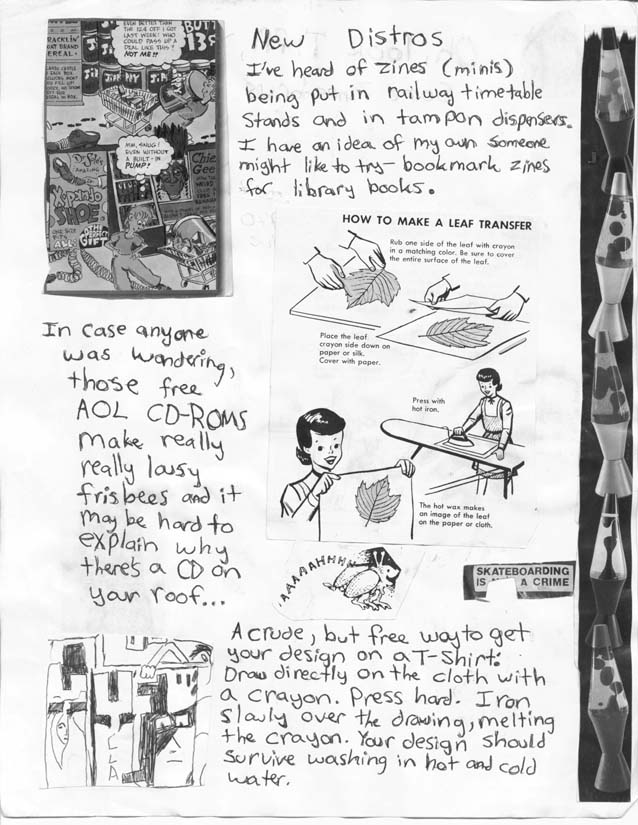 EVEN BETTER THAN
THE 12¢ OFF I GOT
LAST WEEK! WHO
COULD PASS UP A
DEAL LIKE THIS?
NOT ME!!
BUTT
13¢
CRACKLIN'
OAT BRAND
CEREAL
MM, SNUG!
EVEN WITHOUT
A BUILT-IN
PUMP!
SHOE
THE PERFECT
GIFT
New Distros
I've heard of zines (minis)
being put in railway timetable
stands and in tampon dispensers.
I have an idea of my own someone
might like to try- bookmark zines
for library books.
HOW TO MAKE A LEAF TRANSFER
Rub one side of the leaf with crayon
in a matching color. Be sure to cover
the entire surface of the leaf.
Place the leaf
crayon side down on
paper or silk.
Cover with paper.
Press with
hot iron.
The hot wax makes
an image of the leaf
on the paper or cloth.
In case anyone
was wondering,
those free
AOL CD-ROMS
make really
really lousy
frisbees and it
may be hard to
explain why
there's a CD on
your roof...
AAAAAHHHH
SKATEBOARDING
IS A CRIME
A crude, but free way to get
your design on a T-Shirt:
Draw directly on the cloth with
a crayon. Press hard. Iron
slowly over the drawing, melting
the crayon. Your design should
survive washing in hot and cold
water.